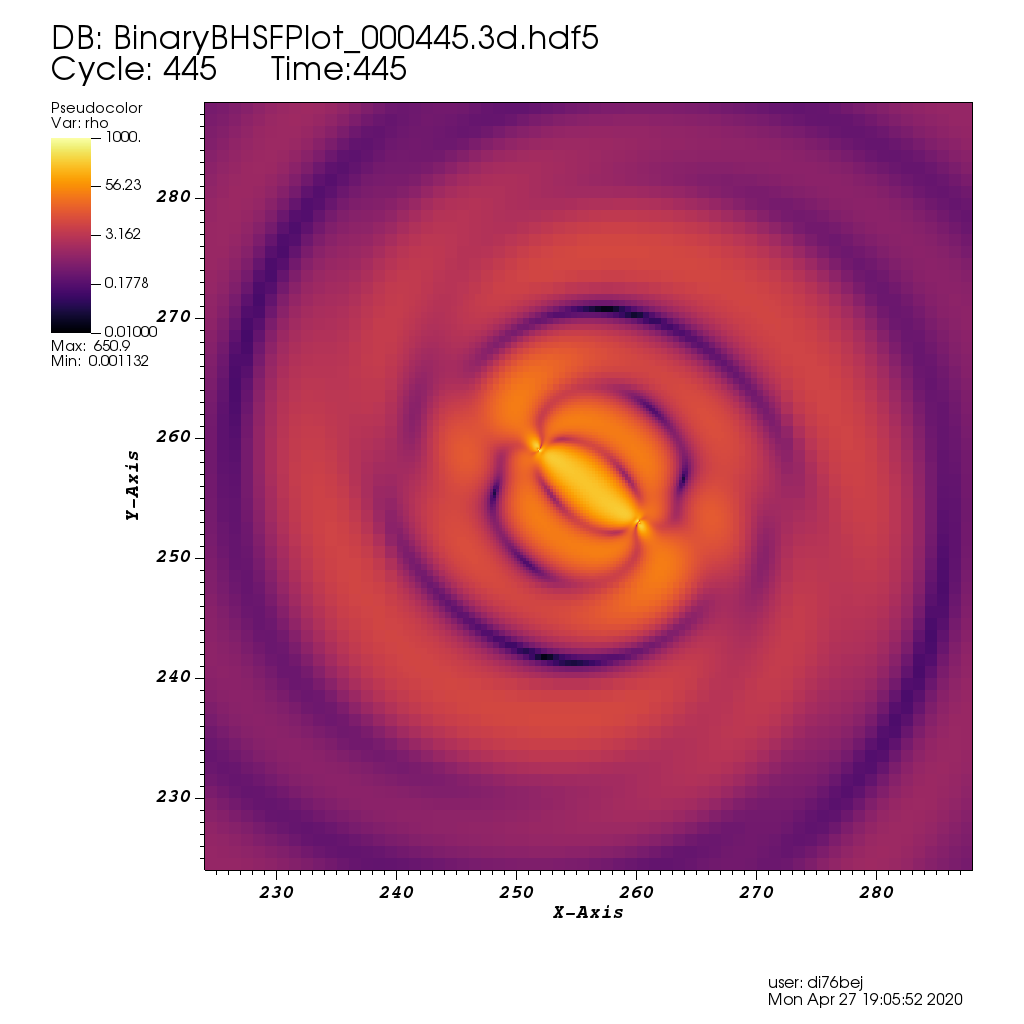 DB: BinaryBHSFPlot_000445.3d.hdf5
Cycle: 445 Time:445
Pseudocolor
Var: rho
1000.
56.23
3.162
0.1778
0.01000
Max: 650.9
Min: 0.001132
280
270
260
250
240
230
Y-Axis
230 240 250 260 270 280
X-Axis
user: di76bej
Mon Apr 27 19:05:52 2020